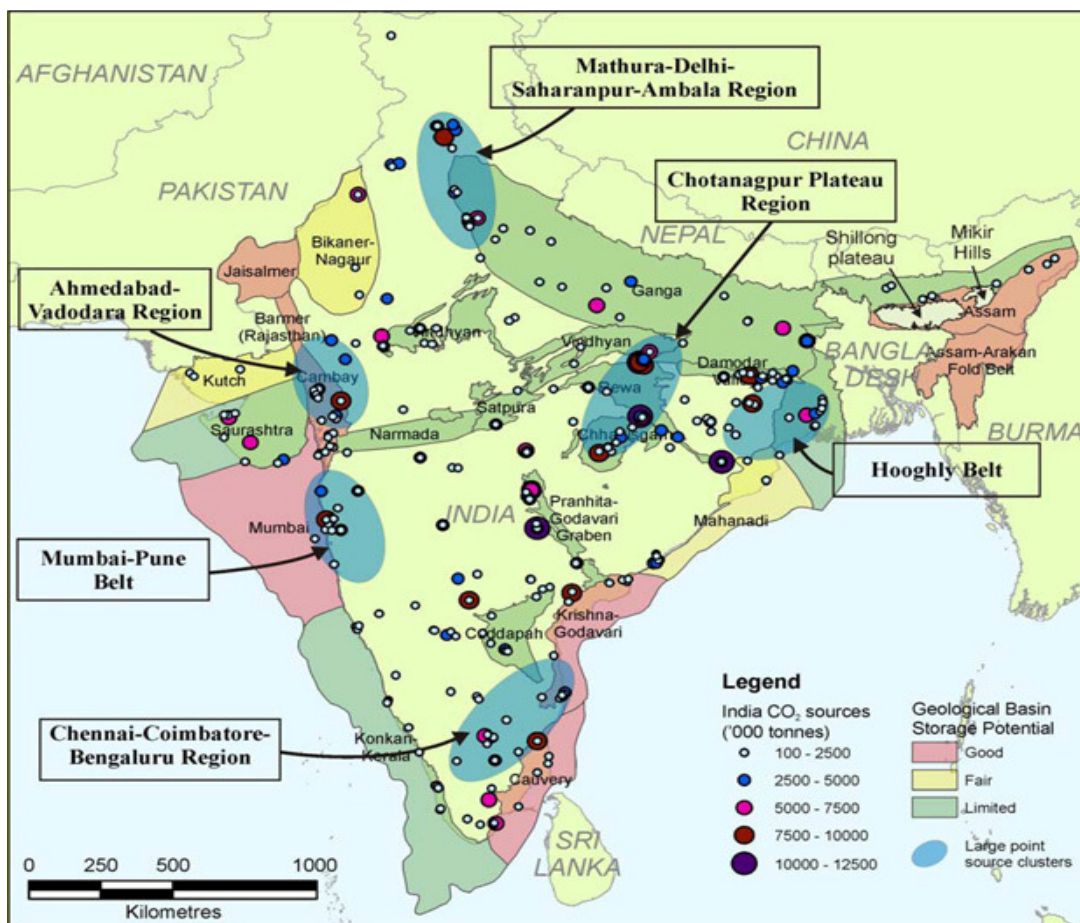 AFGHANISTAN
Mathura-Delhi-
Saharanpur-Ambala Region
CHINA
PAKISTAN
Chotanagpur Plateau
Region
NEPAL
Shillong
plateau
Mikir
Hills
Bikaner-
Nagaur
Jaisalmer
Ahmedabad-
Vadodara Region
Barmer
(Rajasthan)
Ganga
Vindhyan
Vindhyan
Assam
BANGLA
DESH
Assam-Arakan
Fold Belt
Damodar
Valley
Rewa
Kutch
Cambay
Satpura
Saurashtra
Narmada
Chhattisgarh
BURMA
Hooghly Belt
Mumbai
INDIA
Pranhita-
Godavari
Graben
Mahanadi
Mumbai-Pune
Belt
Krishna-
Godavari
Cuddapah
Chennai-Coimbatore-
Bengaluru Region
Konkan-
Kerala
Cauvery
SRI
LANKA
Legend
India CO₂ sources
('000 tonnes)
100 - 2500
2500 - 5000
5000 - 7500
7500 - 10000
10000 - 12500
Geological Basin
Storage Potential
Good
Fair
Limited
Large point
source clusters
0 250 500 1000
Kilometres